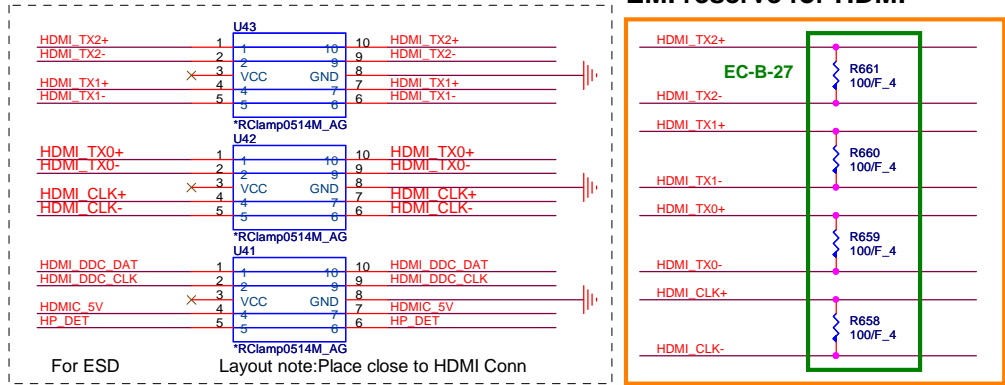 EMI reserve for HDMI
U43
HDMI_TX2+ 1 1 10 10 HDMI_TX2+
HDMI_TX2- 2 2 9 9 HDMI_TX2-
3 VCC GND 8
HDMI_TX1+ 4 4 7 7 HDMI_TX1+
HDMI_TX1- 5 5 6 6 HDMI_TX1-
*RClamp0514M_AG
U42
HDMI_TX0+ 1 1 10 10 HDMI_TX0+
HDMI_TX0- 2 2 9 9 HDMI_TX0-
3 VCC GND 8
HDMI_CLK+ 4 4 7 7 HDMI_CLK+
HDMI_CLK- 5 5 6 6 HDMI_CLK-
*RClamp0514M_AG
U41
HDMI_DDC_DAT 1 1 10 10 HDMI_DDC_DAT
HDMI_DDC_CLK 2 2 9 9 HDMI_DDC_CLK
3 VCC GND 8
HDMIC_5V 4 4 7 7 HDMIC_5V
HP_DET 5 5 6 6 HP_DET
*RClamp0514M_AG
For ESD Layout note:Place close to HDMI Conn
HDMI_TX2+
EC-B-27
R661
100/F_4
HDMI_TX2-
HDMI_TX1+
R660
100/F_4
HDMI_TX1-
HDMI_TX0+
R659
100/F_4
HDMI_TX0-
HDMI_CLK+
R658
100/F_4
HDMI_CLK-